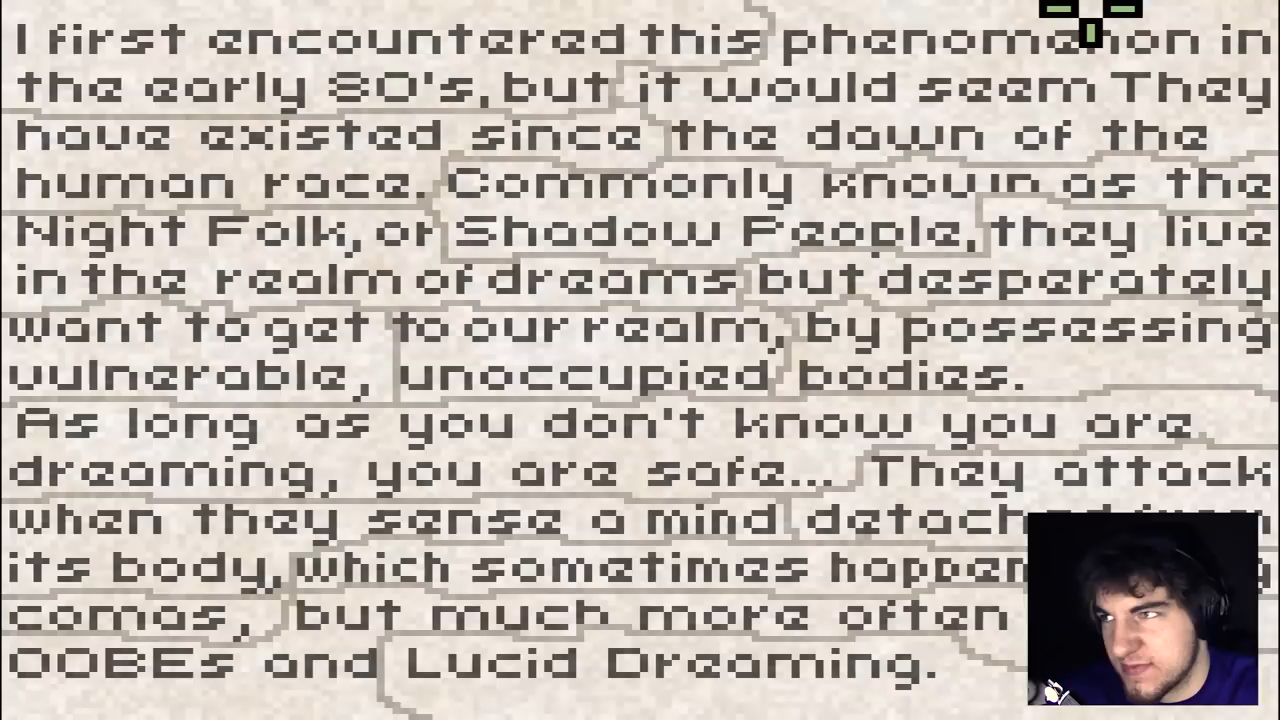 I first encountered this phenomenon in
the early 80's, but it would seem They
have existed since the dawn of the
human race. Commonly known as the
Night Folk, or Shadow People, they live
in the realm of dreams but desperately
want to get to our realm, by possessing
vulnerable, unoccupied bodies.
As long as you don't know you are
dreaming, you are safe... They attack
when they sense a mind
its body, which sometimes
comas, but much more often
OOBEs and Lucid Dreaming.